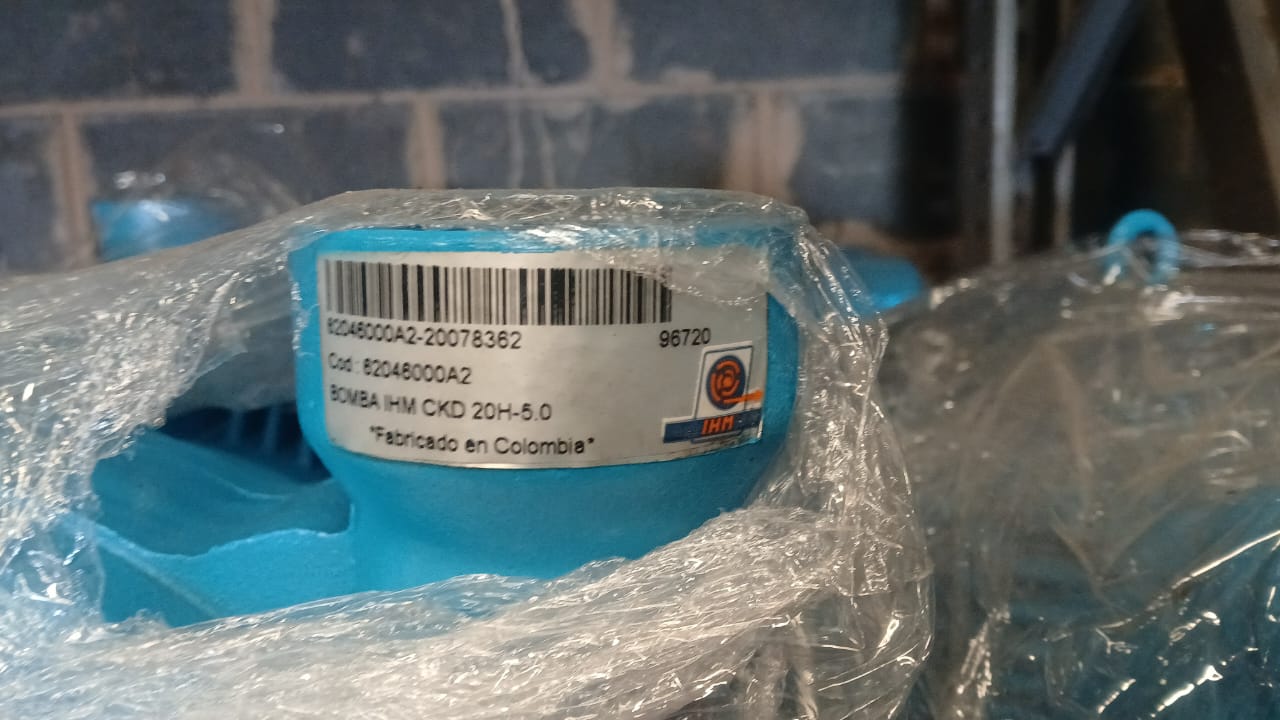 62046000A2-20078362 96720
Cod.: 62046000A2
BOMBA IHM CKD 20H-5.0
*Fabricado en Colombia*
IHM